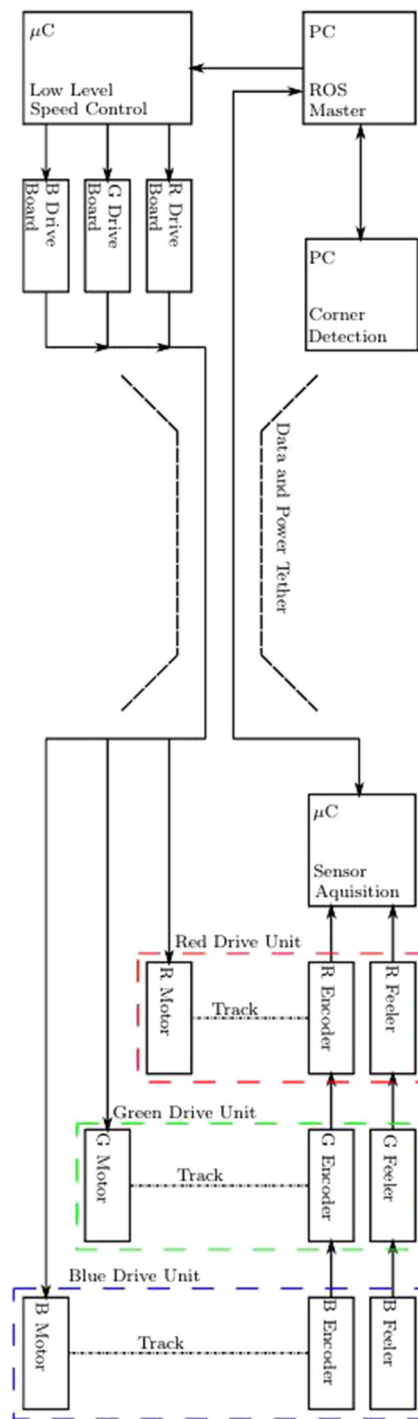 μC
Low Level
Speed Control
PC
ROS
Master
B Drive
Board
G Drive
Board
R Drive
Board
PC
Corner
Detection
Data and Power Tether
μC
Sensor
Aquisition
Red Drive Unit
R Motor
Track
R Encoder
R Feeler
Green Drive Unit
G Motor
Track
G Encoder
G Feeler
Blue Drive Unit
B Motor
Track
B Encoder
B Feeler